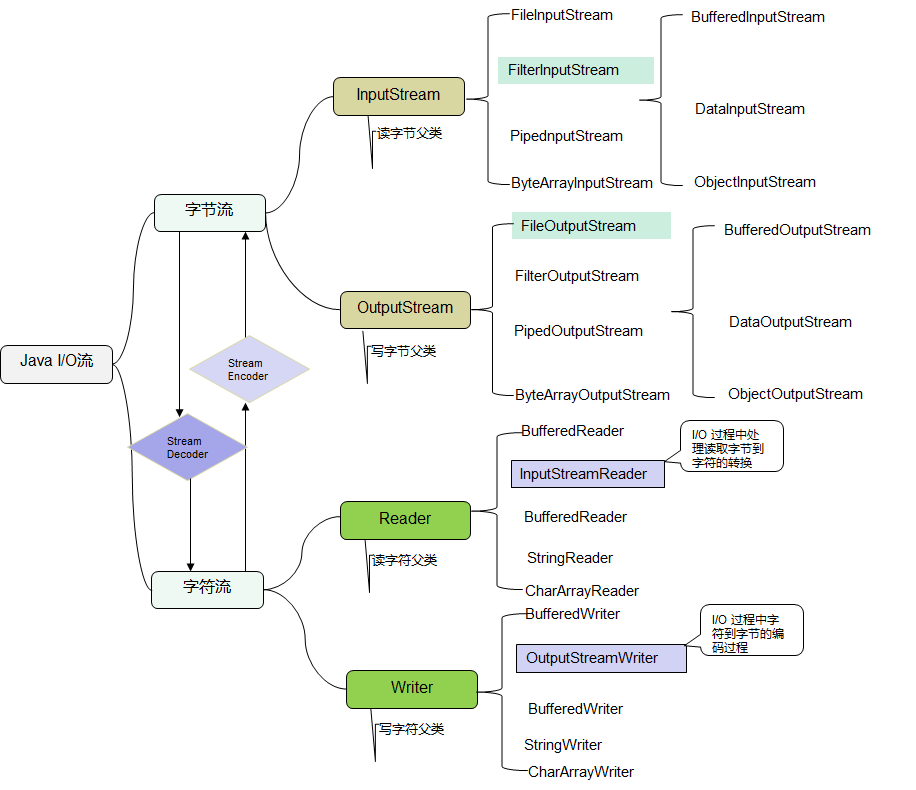 Java I/O流
字节流
Stream
Encoder
Stream
Decoder
字符流
InputStream
读字节父类
FileInputStream
FilterInputStream
PipednputStream
ByteArrayInputStream
BufferedInputStream
DataInputStream
ObjectInputStream
OutputStream
写字节父类
FileOutputStream
FilterOutputStream
PipedOutputStream
ByteArrayOutputStream
BufferedOutputStream
DataOutputStream
ObjectOutputStream
Reader
读字符父类
BufferedReader
InputStreamReader
I/O 过程中处
理读取字节到
字符的转换
BufferedReader
StringReader
CharArrayReader
Writer
写字符父类
BufferedWriter
OutputStreamWriter
I/O 过程中字
符到字节的编
码过程
BufferedWriter
StringWriter
CharArrayWriter